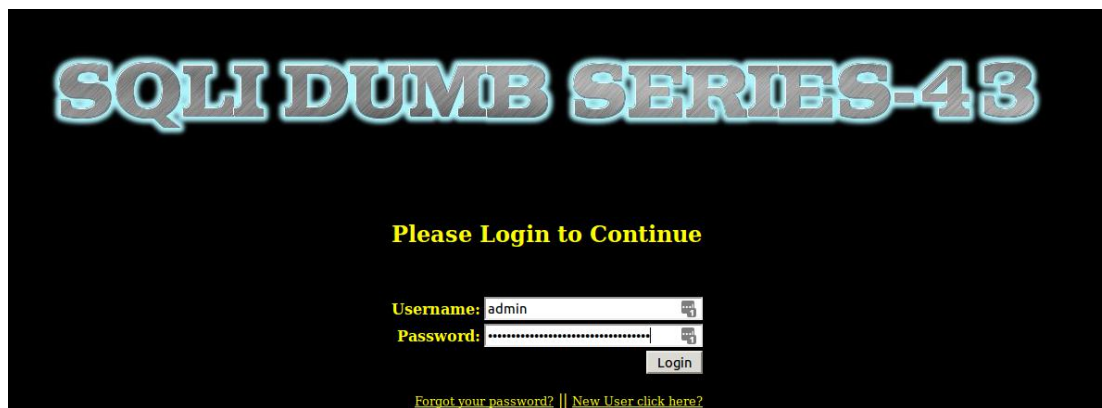 SQLI DUMB SERIES-43
Please Login to Continue
Username: admin
Password: •••••••••••••••••••••••••••••••••••
Login
Forgot your password? || New User click here?